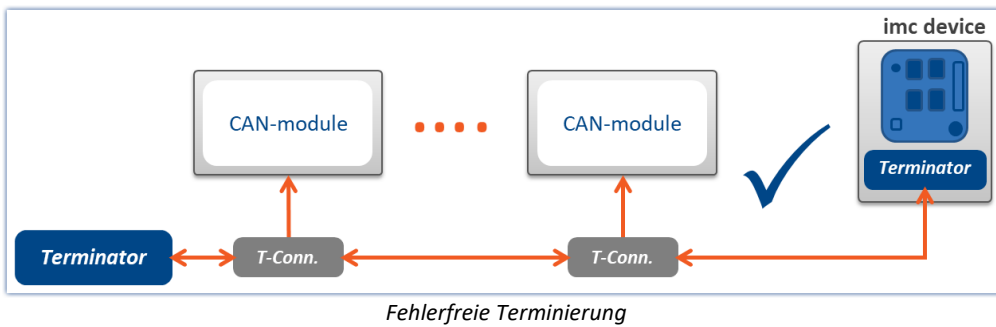 imc device
CAN-module
CAN-module
Terminator
Terminator
T-Conn.
T-Conn.
Fehlerfreie Terminierung